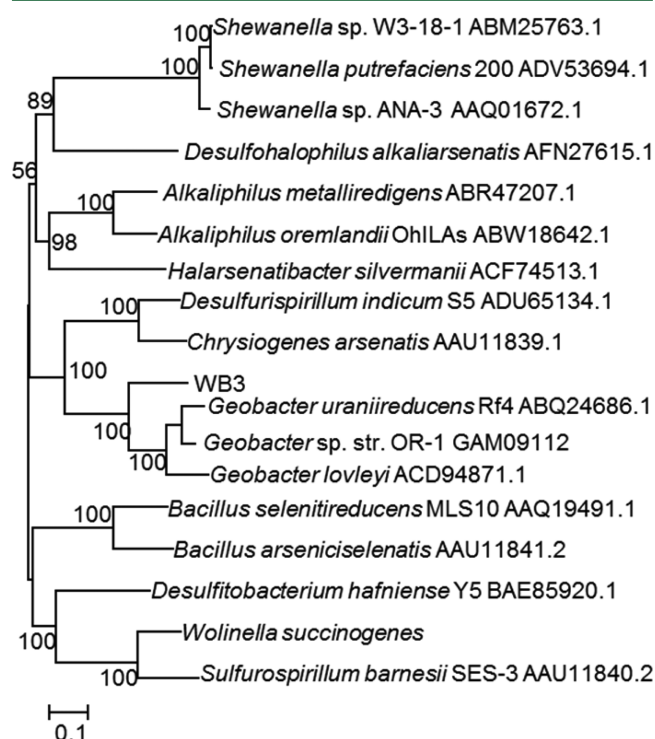 100 Shewanella sp. W3-18-1 ABM25763.1
100 Shewanella putrefaciens 200 ADV53694.1
89 Shewanella sp. ANA-3 AAQ01672.1
Desulfohalophilus alkaliarsenatis AFN27615.1
56
100 Alkaliphilus metalliredigens ABR47207.1
Alkaliphilus oremlandii OhILAs ABW18642.1
98
Halarsenatibacter silvermanii ACF74513.1
100 Desulfurispirillum indicum S5 ADU65134.1
Chrysiogenes arsenatis AAU11839.1
100
WB3
Geobacter uraniireducens Rf4 ABQ24686.1
100
Geobacter sp. str. OR-1 GAM09112
100
Geobacter lovleyi ACD94871.1
100 Bacillus selenitireducens MLS10 AAQ19491.1
Bacillus arseniciselenatis AAU11841.2
Desulfitobacterium hafniense Y5 BAE85920.1
100 Wolinella succinogenes
100 Sulfurospirillum barnesii SES-3 AAU11840.2
0.1